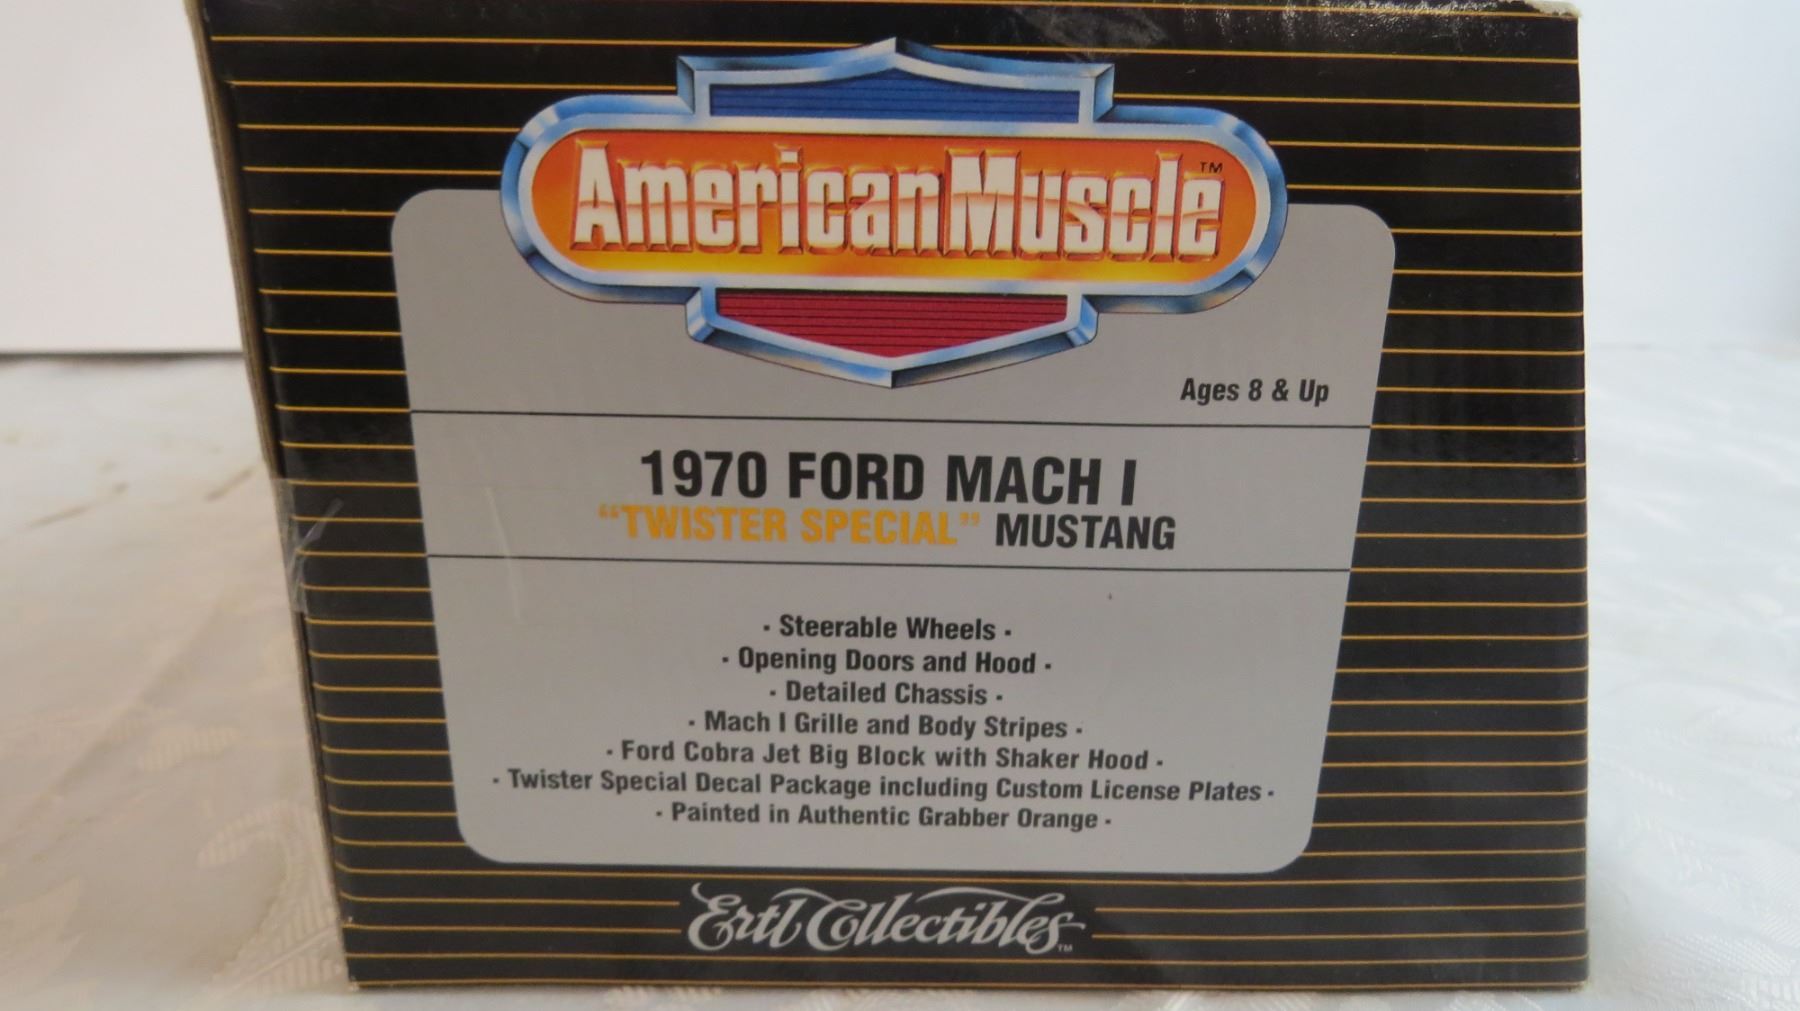 AmericanMuscle™
Ages 8 & Up
1970 FORD MACH I
"TWISTER SPECIAL" MUSTANG
· Steerable Wheels ·
· Opening Doors and Hood ·
· Detailed Chassis ·
· Mach I Grille and Body Stripes ·
· Ford Cobra Jet Big Block with Shaker Hood ·
· Twister Special Decal Package including Custom License Plates ·
· Painted in Authentic Grabber Orange ·
Ertl Collectibles™